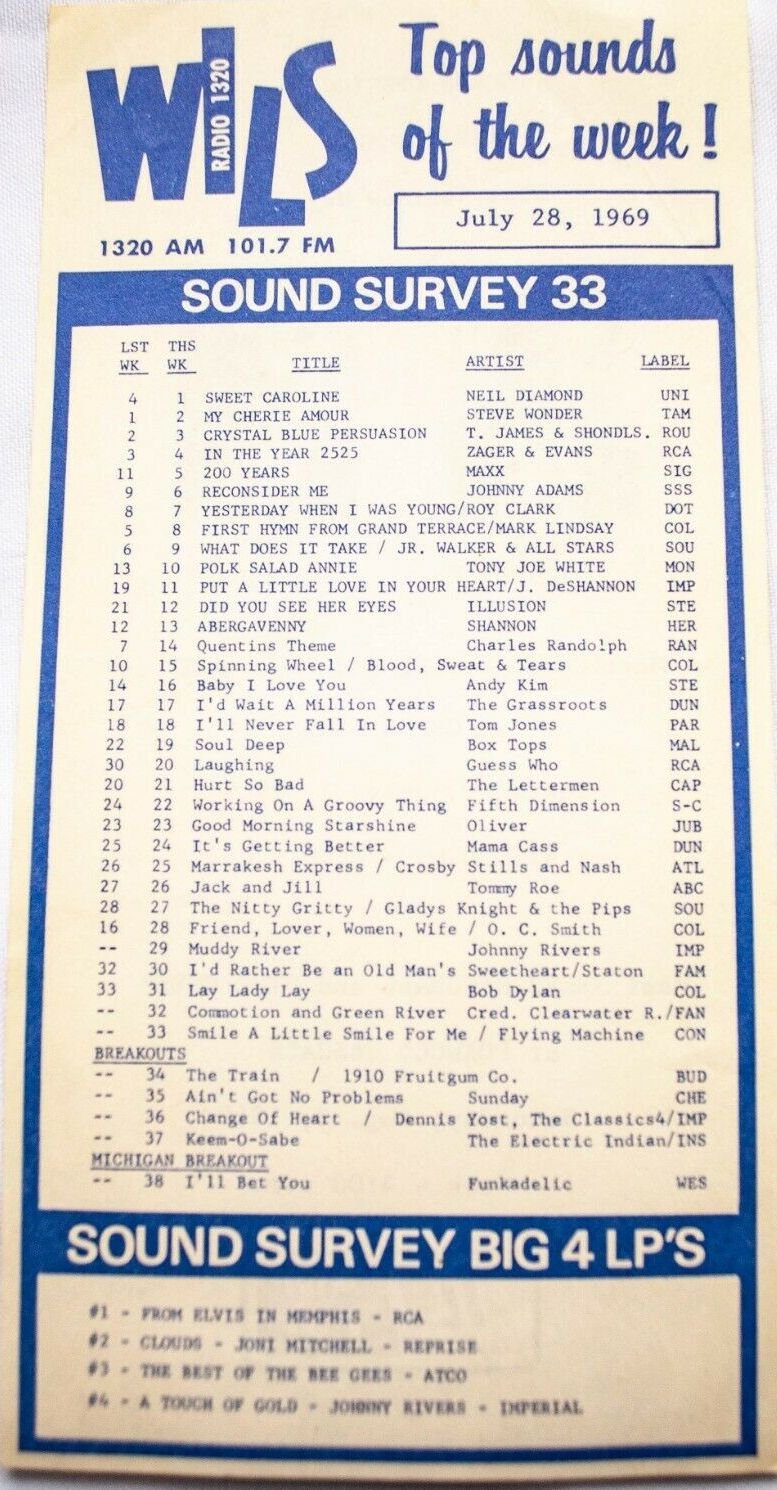 WILS
RADIO 1320
Top sounds
of the week!
1320 AM 101.7 FM
July 28, 1969
SOUND SURVEY 33
LST THS
WK WK TITLE ARTIST LABEL
4 1 SWEET CAROLINE NEIL DIAMOND UNI
1 2 MY CHERIE AMOUR STEVE WONDER TAM
2 3 CRYSTAL BLUE PERSUASION T. JAMES & SHONDLS. ROU
3 4 IN THE YEAR 2525 ZAGER & EVANS RCA
11 5 200 YEARS MAXX SIG
9 6 RECONSIDER ME JOHNNY ADAMS SSS
8 7 YESTERDAY WHEN I WAS YOUNG/ROY CLARK DOT
5 8 FIRST HYMN FROM GRAND TERRACE/MARK LINDSAY COL
6 9 WHAT DOES IT TAKE / JR. WALKER & ALL STARS SOU
13 10 POLK SALAD ANNIE TONY JOE WHITE MON
19 11 PUT A LITTLE LOVE IN YOUR HEART/J. DeSHANNON IMP
21 12 DID YOU SEE HER EYES ILLUSION STE
12 13 ABERGAVENNY SHANNON HER
7 14 Quentins Theme Charles Randolph RAN
10 15 Spinning Wheel / Blood, Sweat & Tears COL
14 16 Baby I Love You Andy Kim STE
17 17 I'd Wait A Million Years The Grassroots DUN
18 18 I'll Never Fall In Love Tom Jones PAR
22 19 Soul Deep Box Tops MAL
30 20 Laughing Guess Who RCA
20 21 Hurt So Bad The Lettermen CAP
24 22 Working On A Groovy Thing Fifth Dimension S-C
23 23 Good Morning Starshine Oliver JUB
25 24 It's Getting Better Mama Cass DUN
26 25 Marrakesh Express / Crosby Stills and Nash ATL
27 26 Jack and Jill Tommy Roe ABC
28 27 The Nitty Gritty / Gladys Knight & the Pips SOU
16 28 Friend, Lover, Women, Wife / O. C. Smith COL
-- 29 Muddy River Johnny Rivers IMP
32 30 I'd Rather Be an Old Man's Sweetheart/Staton FAM
33 31 Lay Lady Lay Bob Dylan COL
-- 32 Commotion and Green River Cred. Clearwater R./FAN
-- 33 Smile A Little Smile For Me / Flying Machine CON
BREAKOUTS
-- 34 The Train / 1910 Fruitgum Co. BUD
-- 35 Ain't Got No Problems Sunday CHE
-- 36 Change Of Heart / Dennis Yost, The Classics4/IMP
-- 37 Keem-O-Sabe The Electric Indian/INS
MICHIGAN BREAKOUT
-- 38 I'll Bet You Funkadelic WES
SOUND SURVEY BIG 4 LP'S
#1 - FROM ELVIS IN MEMPHIS - RCA
#2 - CLOUDS - JONI MITCHELL - REPRISE
#3 - THE BEST OF THE BEE GEES - ATCO
#4 - A TOUCH OF GOLD - JOHNNY RIVERS - IMPERIAL